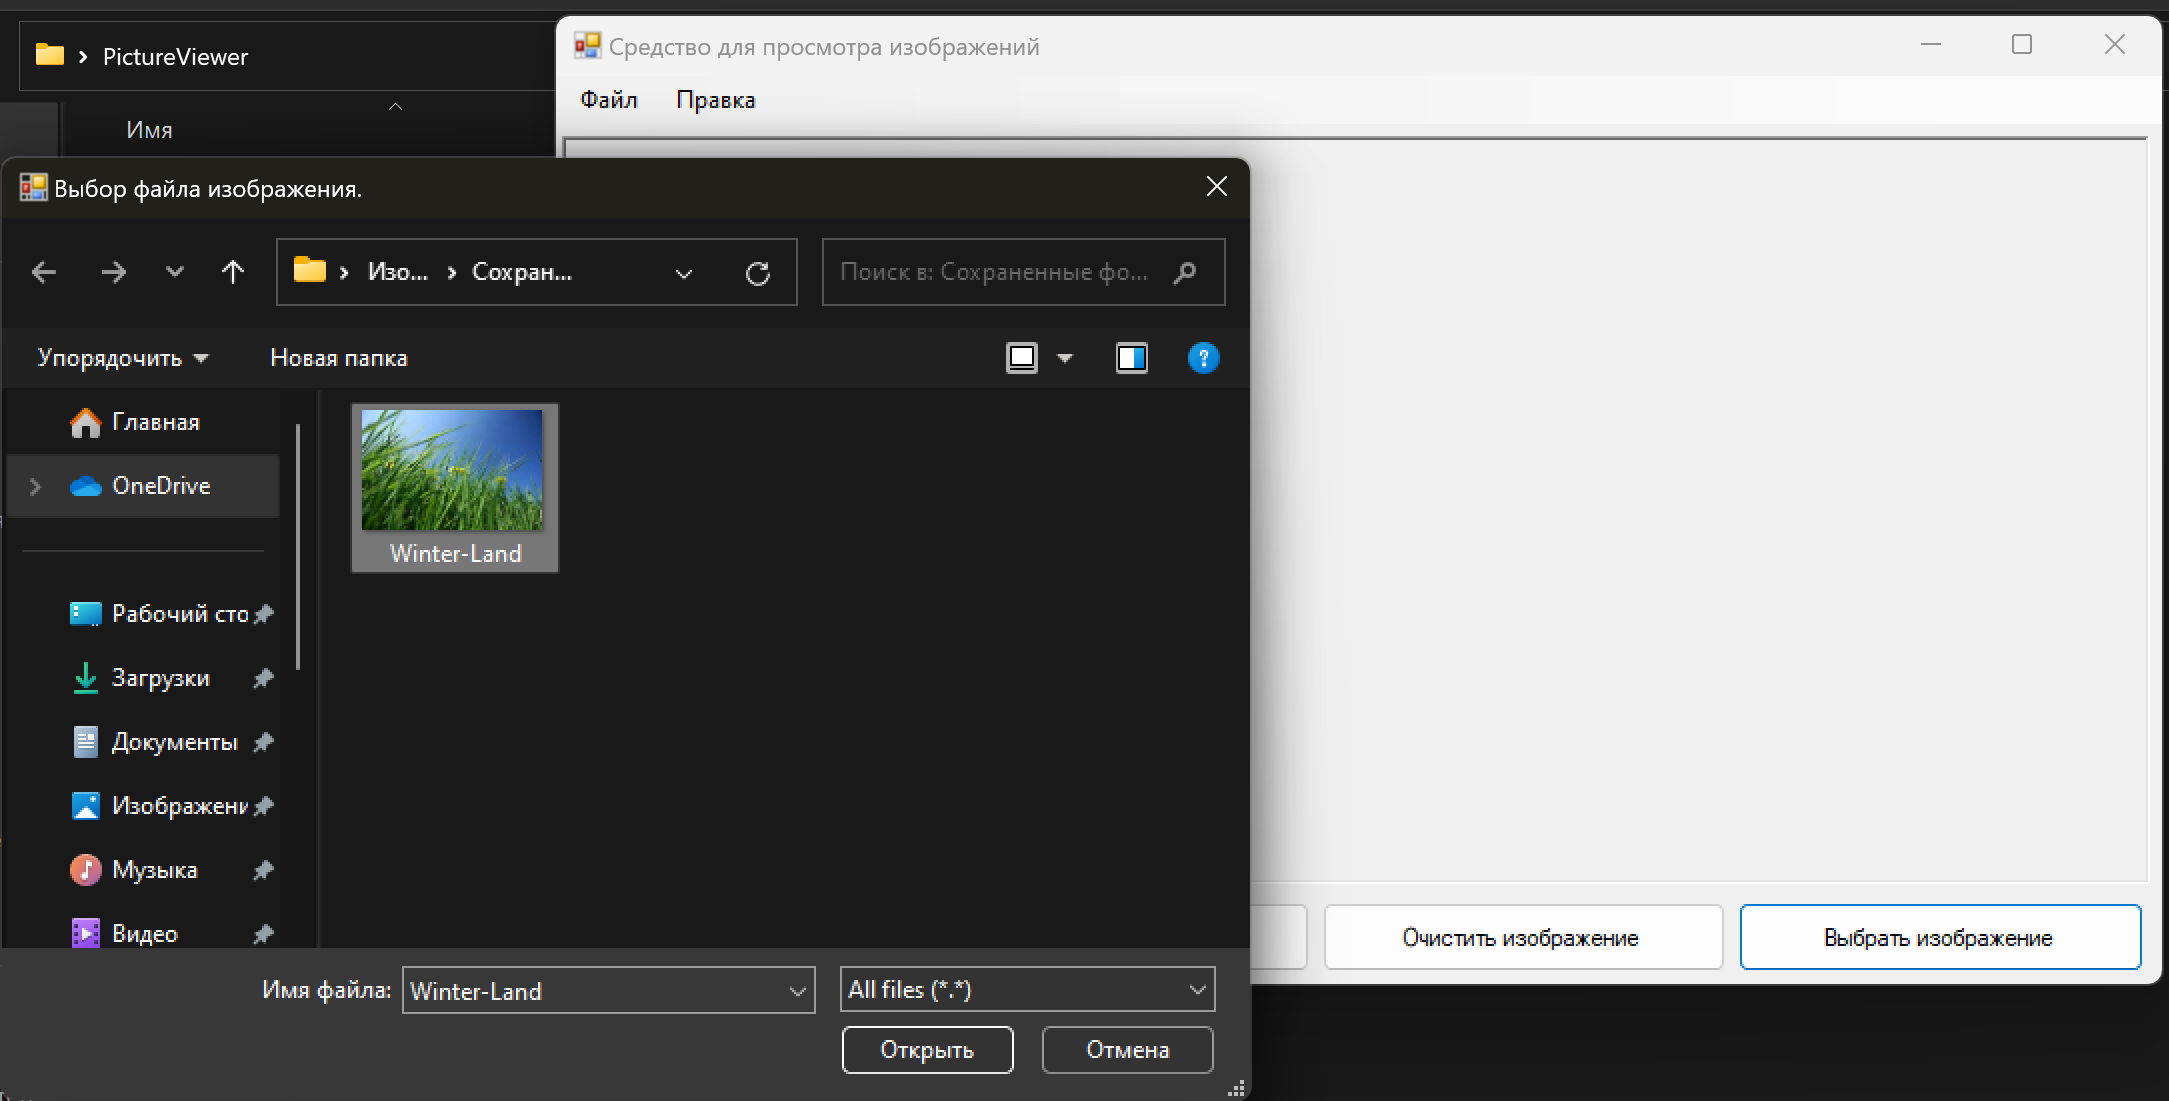 PictureViewer
Имя
Средство для просмотра изображений
Файл Правка
Выбор файла изображения.
Изо... Сохран...
Поиск в: Сохраненные фо...
Упорядочить Новая папка
Главная
OneDrive
Рабочий сто
Загрузки
Документы
Изображени
Музыка
Видео
Winter-Land
Очистить изображение
Выбрать изображение
Имя файла: Winter-Land
All files (*.*)
Открыть Отмена